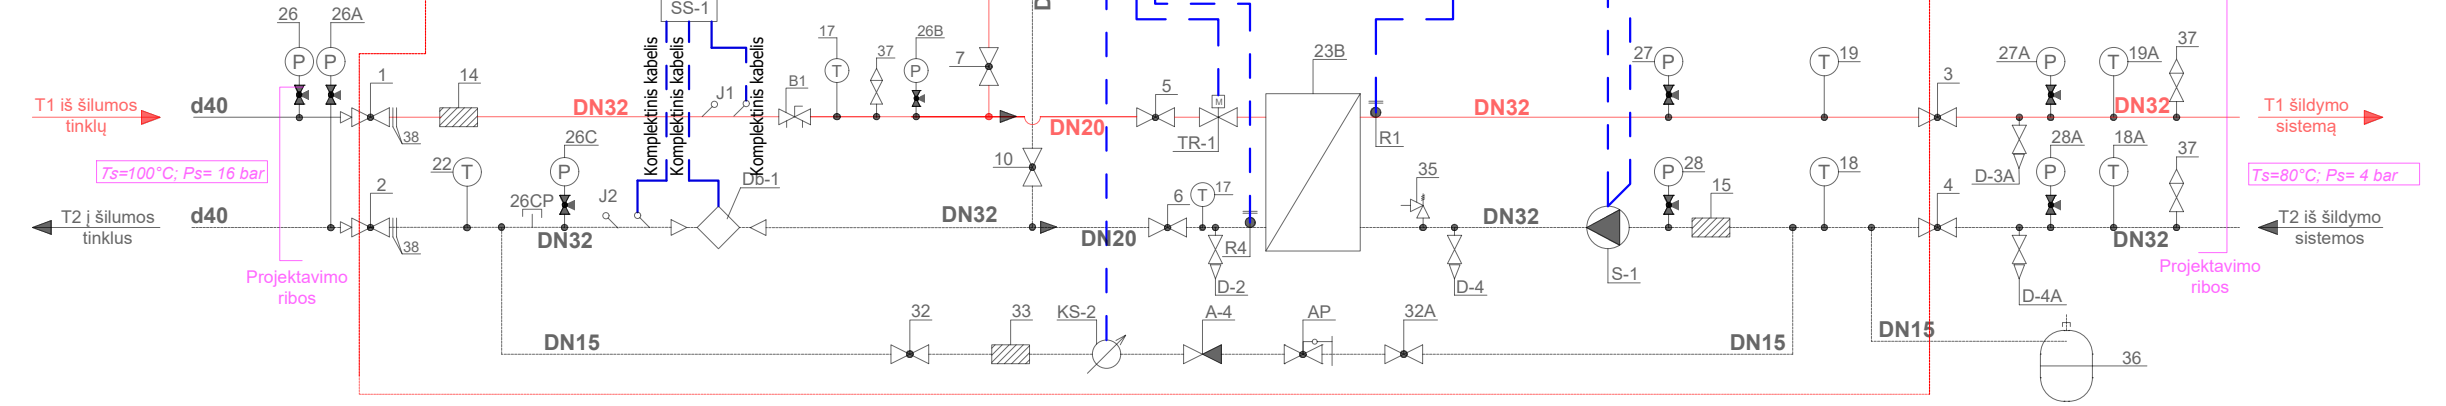 26
26A
SS-1
D
P
P
1
14
T1 iš šilumos
tinklų
d40
38
DN32
Komplektinis kabelis
Komplektinis kabelis
Komplektinis kabelis
J1
B1
17
T
37
26B
P
7
DN20
5
M
TR-1
23B
R1
DN32
27
P
19
T
3
27A
P
19A
T
37
DN32
T1 šildymo
sistemą
Ts=100°C; Ps= 16 bar
22
T
26C
P
2
26CP
J2
Db-1
10
6
17
T
35
28
P
15
18
T
4
D-3A
28A
P
18A
T
37
Ts=80°C; Ps= 4 bar
T2 į šilumos
tinklus
d40
38
DN32
DN32
DN20
R4
D-2
DN32
D-4
S-1
DN32
T2 iš šildymo
sistemos
Projektavimo
ribos
D-4A
Projektavimo
ribos
DN15
32
33
KS-2
A-4
AP
32A
DN15
DN15
36